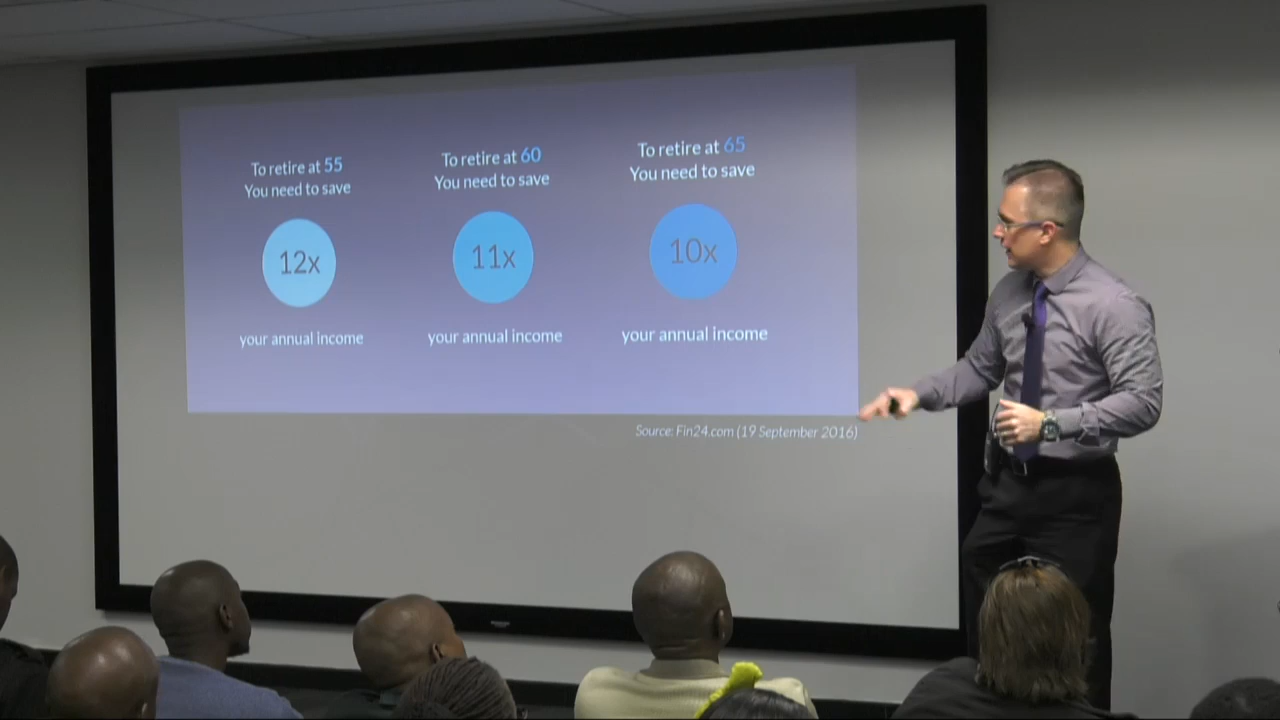 To retire at 55
You need to save
12x
your annual income
To retire at 60
You need to save
11x
your annual income
To retire at 65
You need to save
10x
your annual income
Source: Fin24.com (19 September 2016)